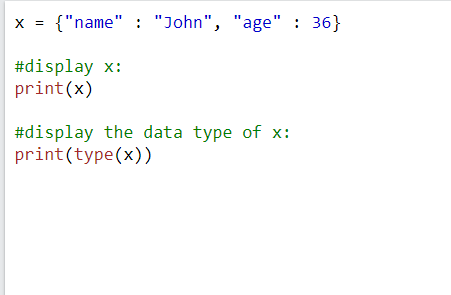 x = {"name" : "John", "age" : 36}
#display x:
print(x)
#display the data type of x:
print(type(x))